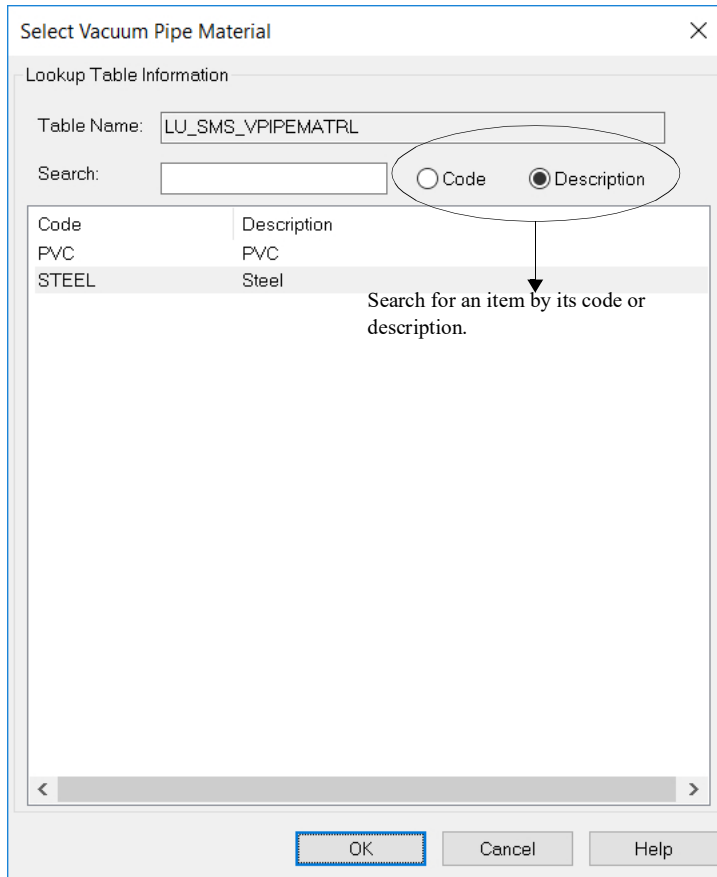 Select Vacuum Pipe Material
Lookup Table Information
Table Name: LU_SMS_VPIPEMATRL
Search: Code Description
Code Description
PVC PVC
STEEL Steel
Search for an item by its code or
description.
OK Cancel Help